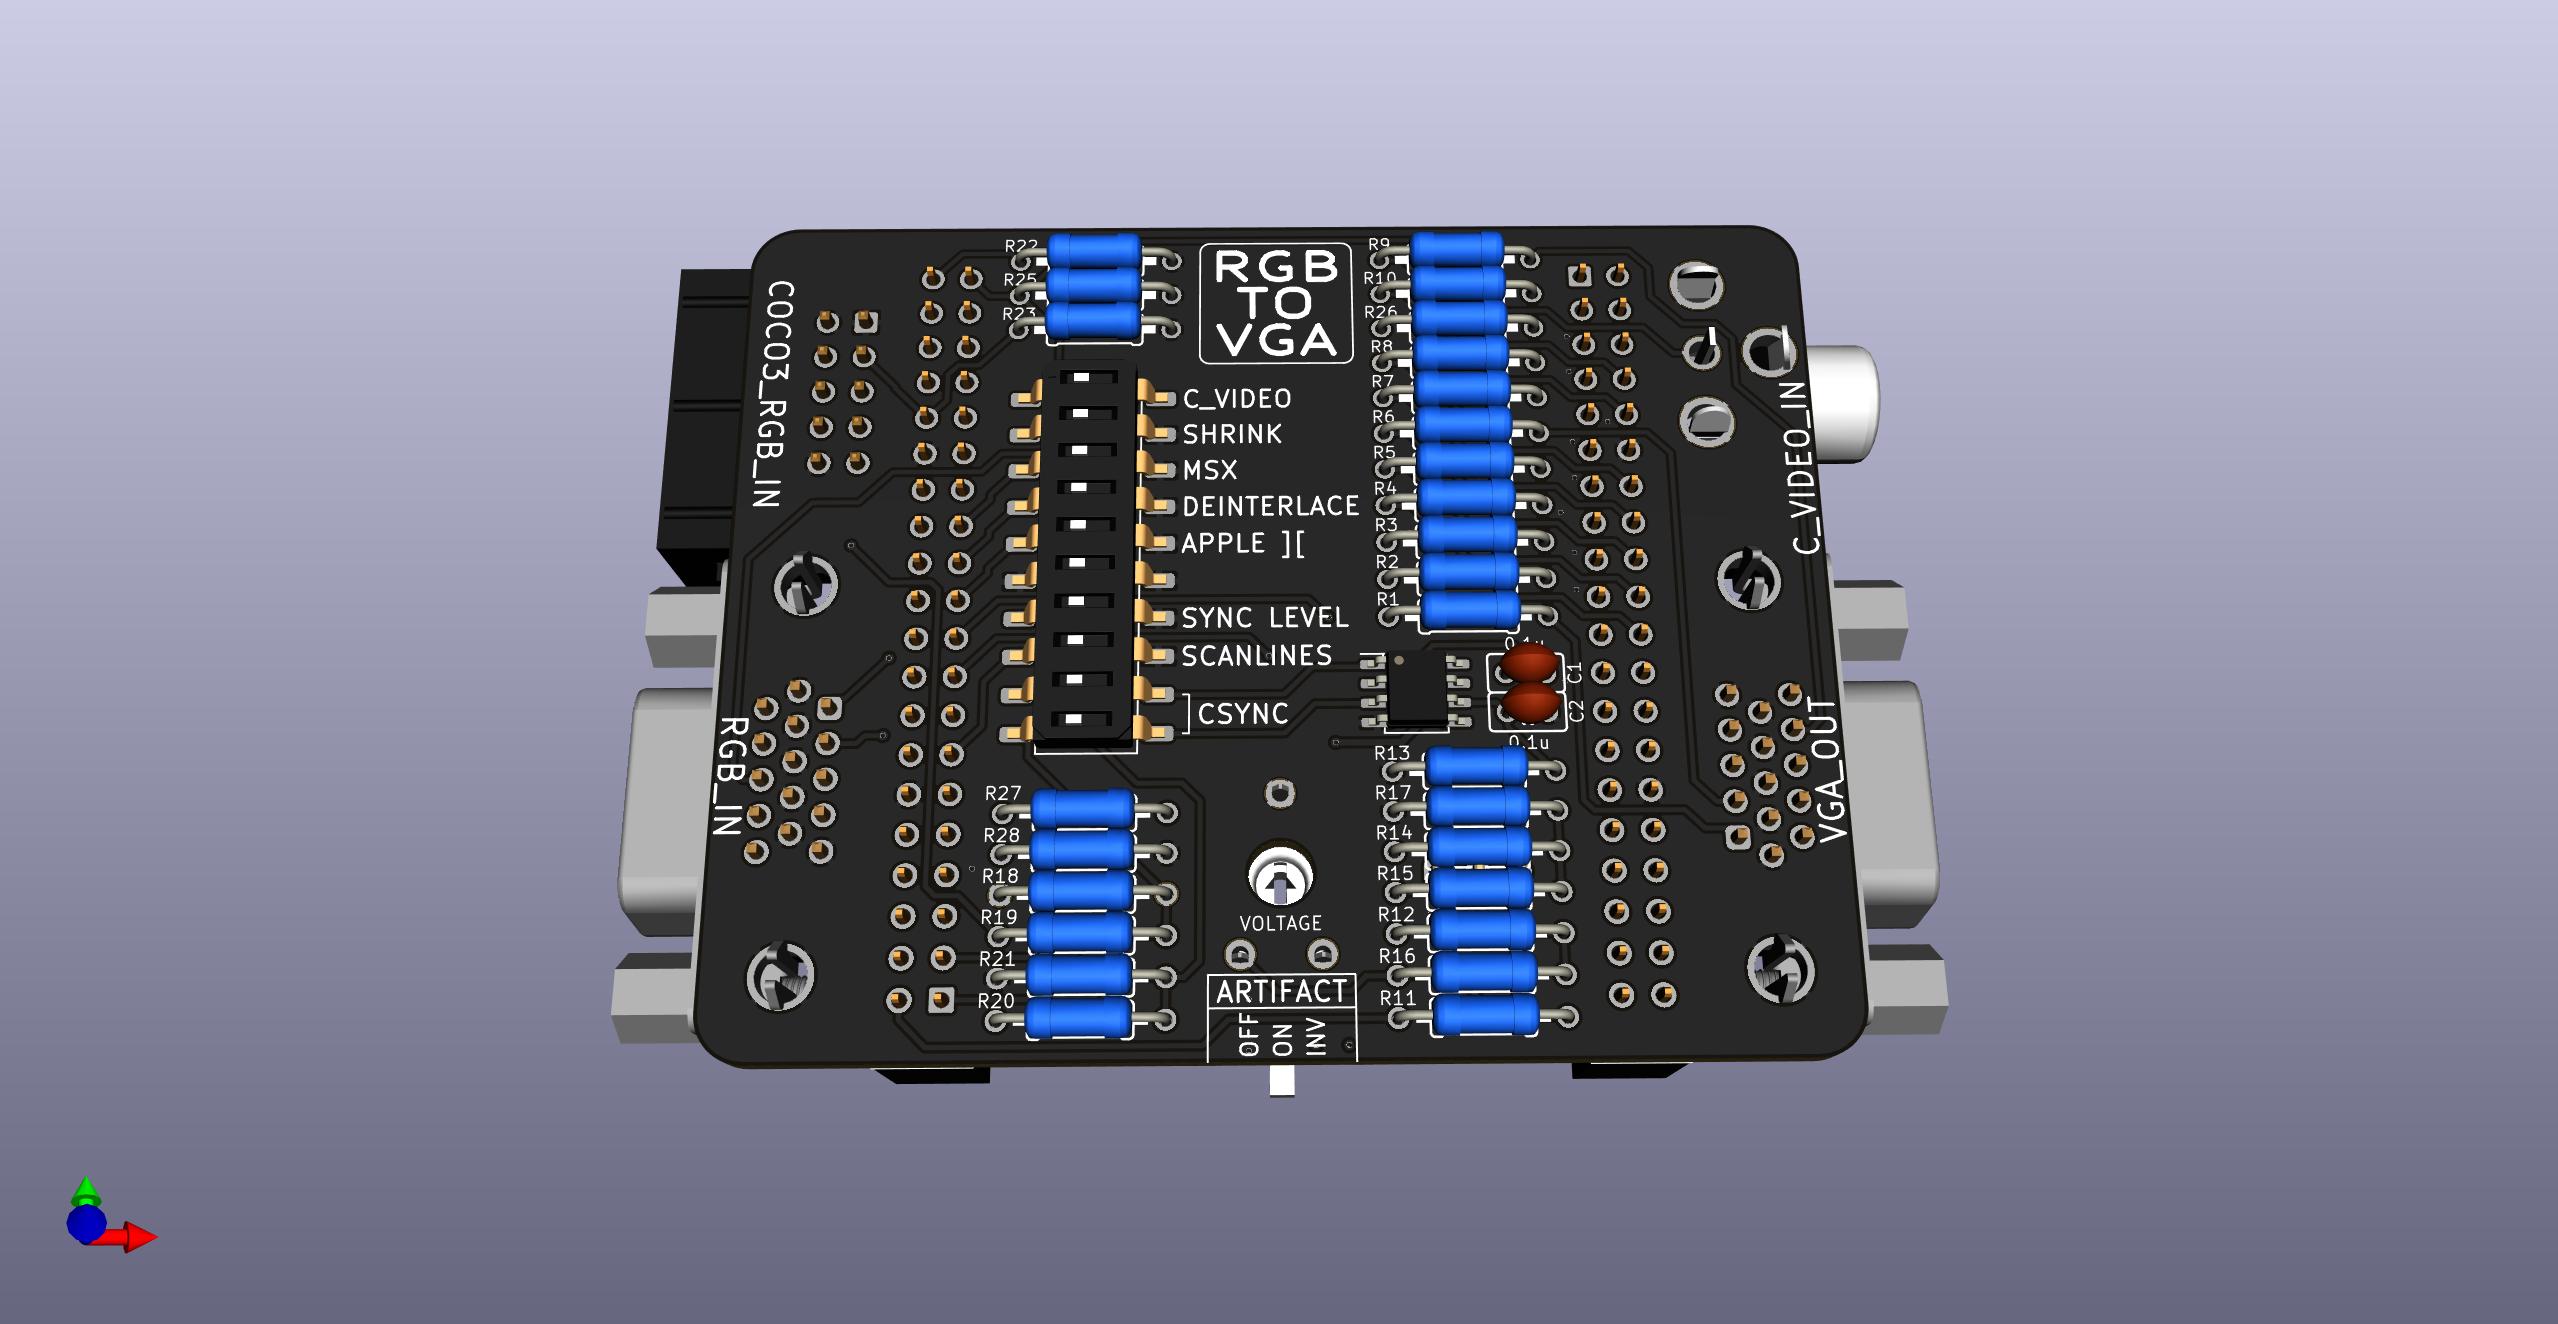 R22
R25
R23
RGB
TO
VGA
R9
R10
R26
R8
R7
R6
R5
R4
R3
R2
R1
COCO3_RGB_IN
C_VIDEO
SHRINK
MSX
DEINTERLACE
APPLE ][
SYNC LEVEL
SCANLINES
CSYNC
C_VIDEO_IN
C1
C2
0.1u
RGB_IN
VGA_OUT
R27
R28
R18
R19
R21
R20
R13
R17
R14
R15
R12
R16
R11
VOLTAGE
ARTIFACT
OFF
ON
INV